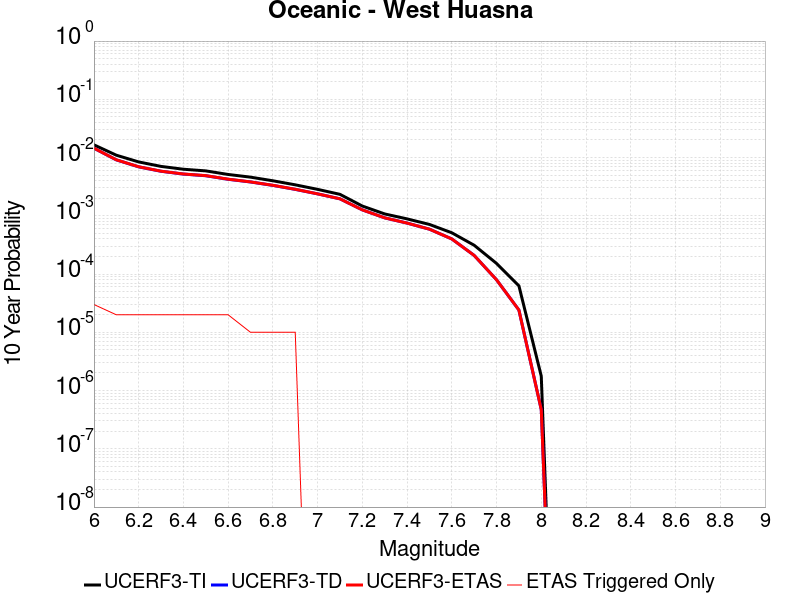 Oceanic - West Huasna
10 0
10 -1
10 -2
10 -3
10 -4
10 -5
10 -6
10 -7
10 -8
10 Year Probability
6 6.2 6.4 6.6 6.8 7 7.2 7.4 7.6 7.8 8 8.2 8.4 8.6 8.8 9
Magnitude
UCERF3-TI UCERF3-TD UCERF3-ETAS ETAS Triggered Only